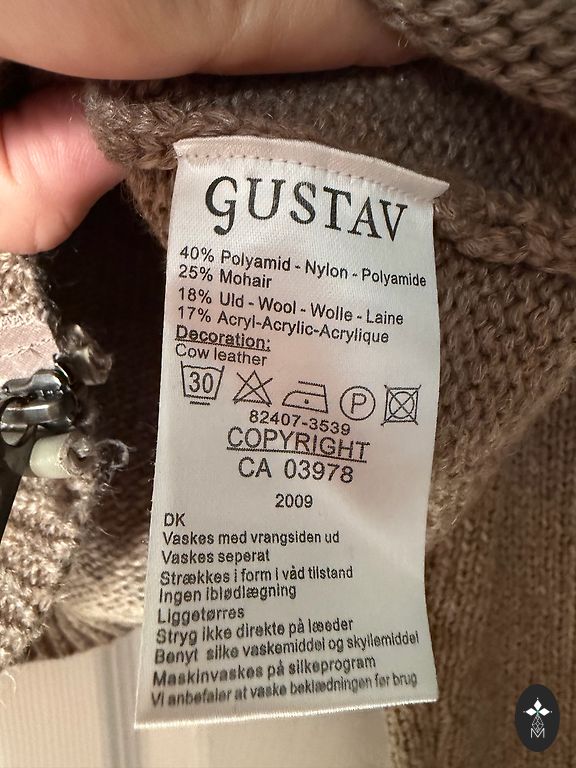 GUSTAV
40% Polyamid - Nylon - Polyamide
25% Mohair
18% Uld - Wool - Wolle - Laine
17% Acryl-Acrylic-Acrylique
Decoration:
Cow leather
30
P
82407-3539
COPYRIGHT
CA 03978
2009
DK
Vaskes med vrangsiden ud
Vaskes seperat
Strækkes i form i våd tilstand
Ingen iblødlægning
Liggetørres
Stryg ikke direkte på læeder
Benyt silke vaskemiddel og skyllemiddel
Maskinvaskes på silkeprogram
Vi anbefaler at vaske beklædningen før brug
M